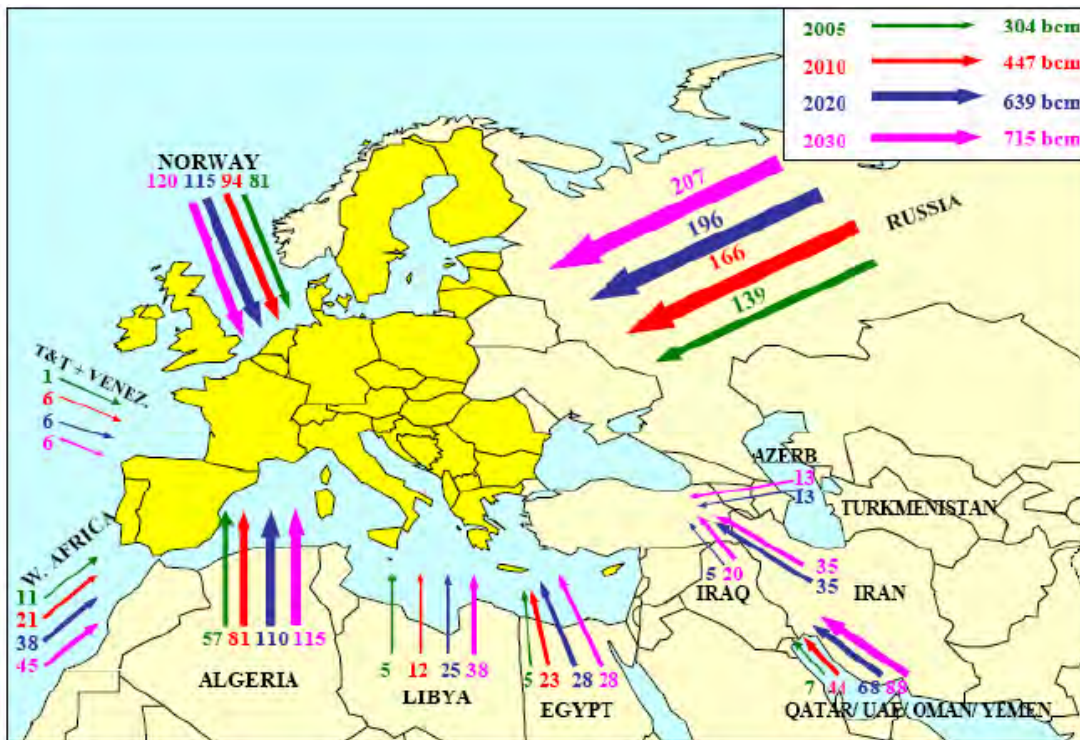 2005 304 bcm
2010 447 bcm
2020 639 bcm
2030 715 bcm
NORWAY
120 115 94 81
207
196
166
139
RUSSIA
T&T + VENEZ.
1
6
6
6
AZERB
13
13
TURKMENISTAN
W. AFRICA
11
21
38
45
57 81 110 115
ALGERIA
5 12 25 38
LIBYA
5 23 28 28
EGYPT
5 20
IRAQ
35
35
IRAN
7 44 68 88
QATAR/ UAE/ OMAN/ YEMEN